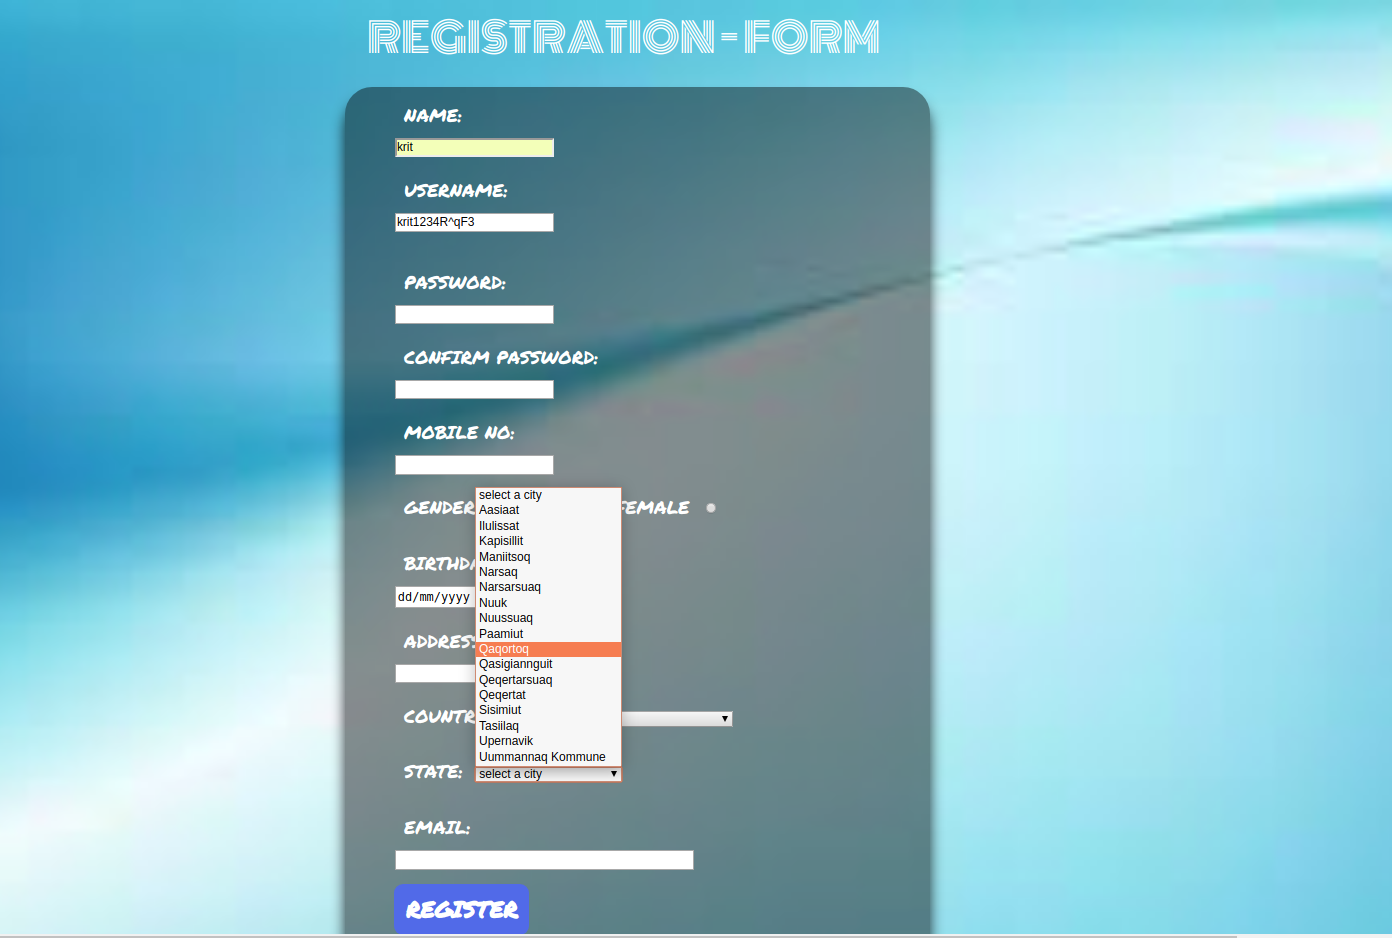 REGISTRATION-FORM
NAME:
krit
USERNAME:
krit1234R^qF3
PASSWORD:
CONFIRM PASSWORD:
MOBILE NO:
select a city
GENDER FEMALE
Aasiaat
Ilulissat
Kapisillit
Maniitsoq
BIRTHDA
Narsaq
Narsarsuaq
dd/mm/yyyy
Nuuk
Nuussuaq
Paamiut
ADDRES
Qaqortoq
Qasigiannguit
Qeqertarsuaq
Qeqertat
Sisimiut
COUNTR
Tasiilaq
Upernavik
Uummannaq Kommune
STATE: select a city
EMAIL:
REGISTER